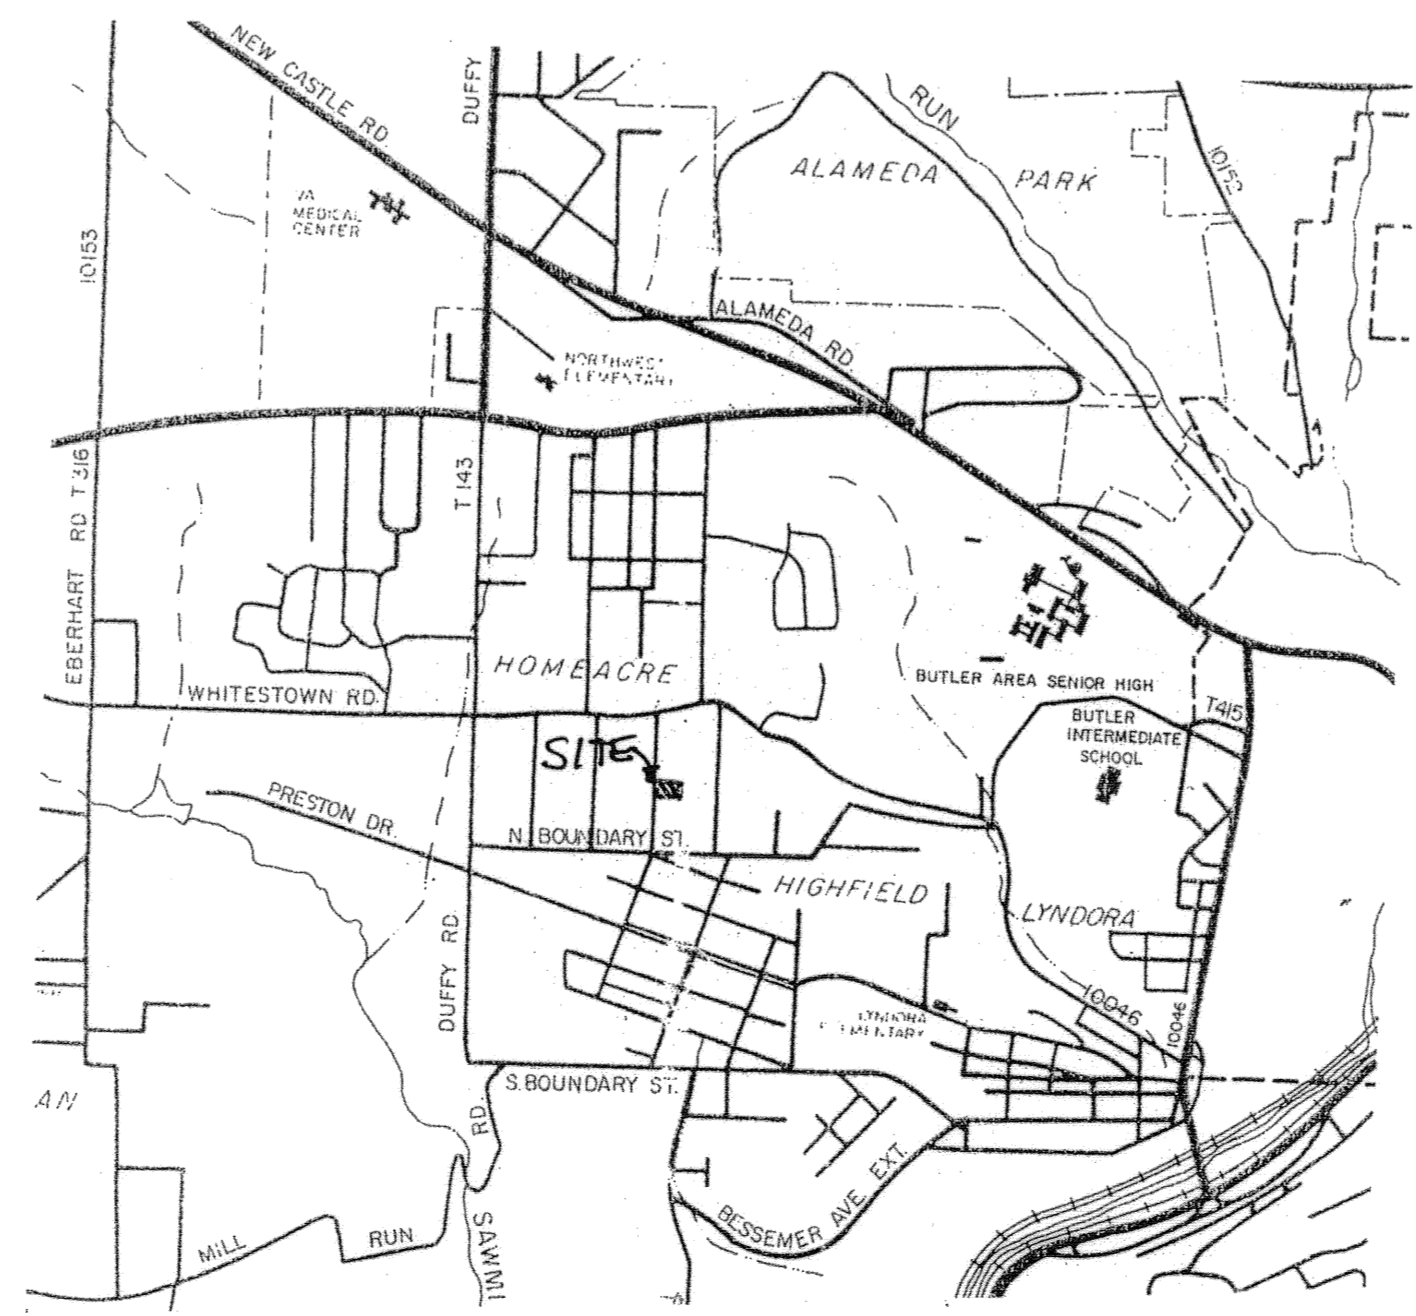 NEW CASTLE RD.
DUFFY
RUN
ALAMEDA PARK
10152
VA
MEDICAL
CENTER
10153
ALAMEDA RD.
NORTHWEST
ELEMENTARY
EBERHART RD T 316
T 143
HOMEACRE
WHITESTOWN RD.
BUTLER AREA SENIOR HIGH
T415
BUTLER
INTERMEDIATE
SCHOOL
SITE
PRESTON DR.
N BOUNDARY ST.
HIGHFIELD
LYNDORA
DUFFY RD.
10046
10046
LYNDORA
ELEMENTARY
S. BOUNDARY ST.
AN
RD.
BESSEMER AVE. EXT.
MILL RUN
SAWMI